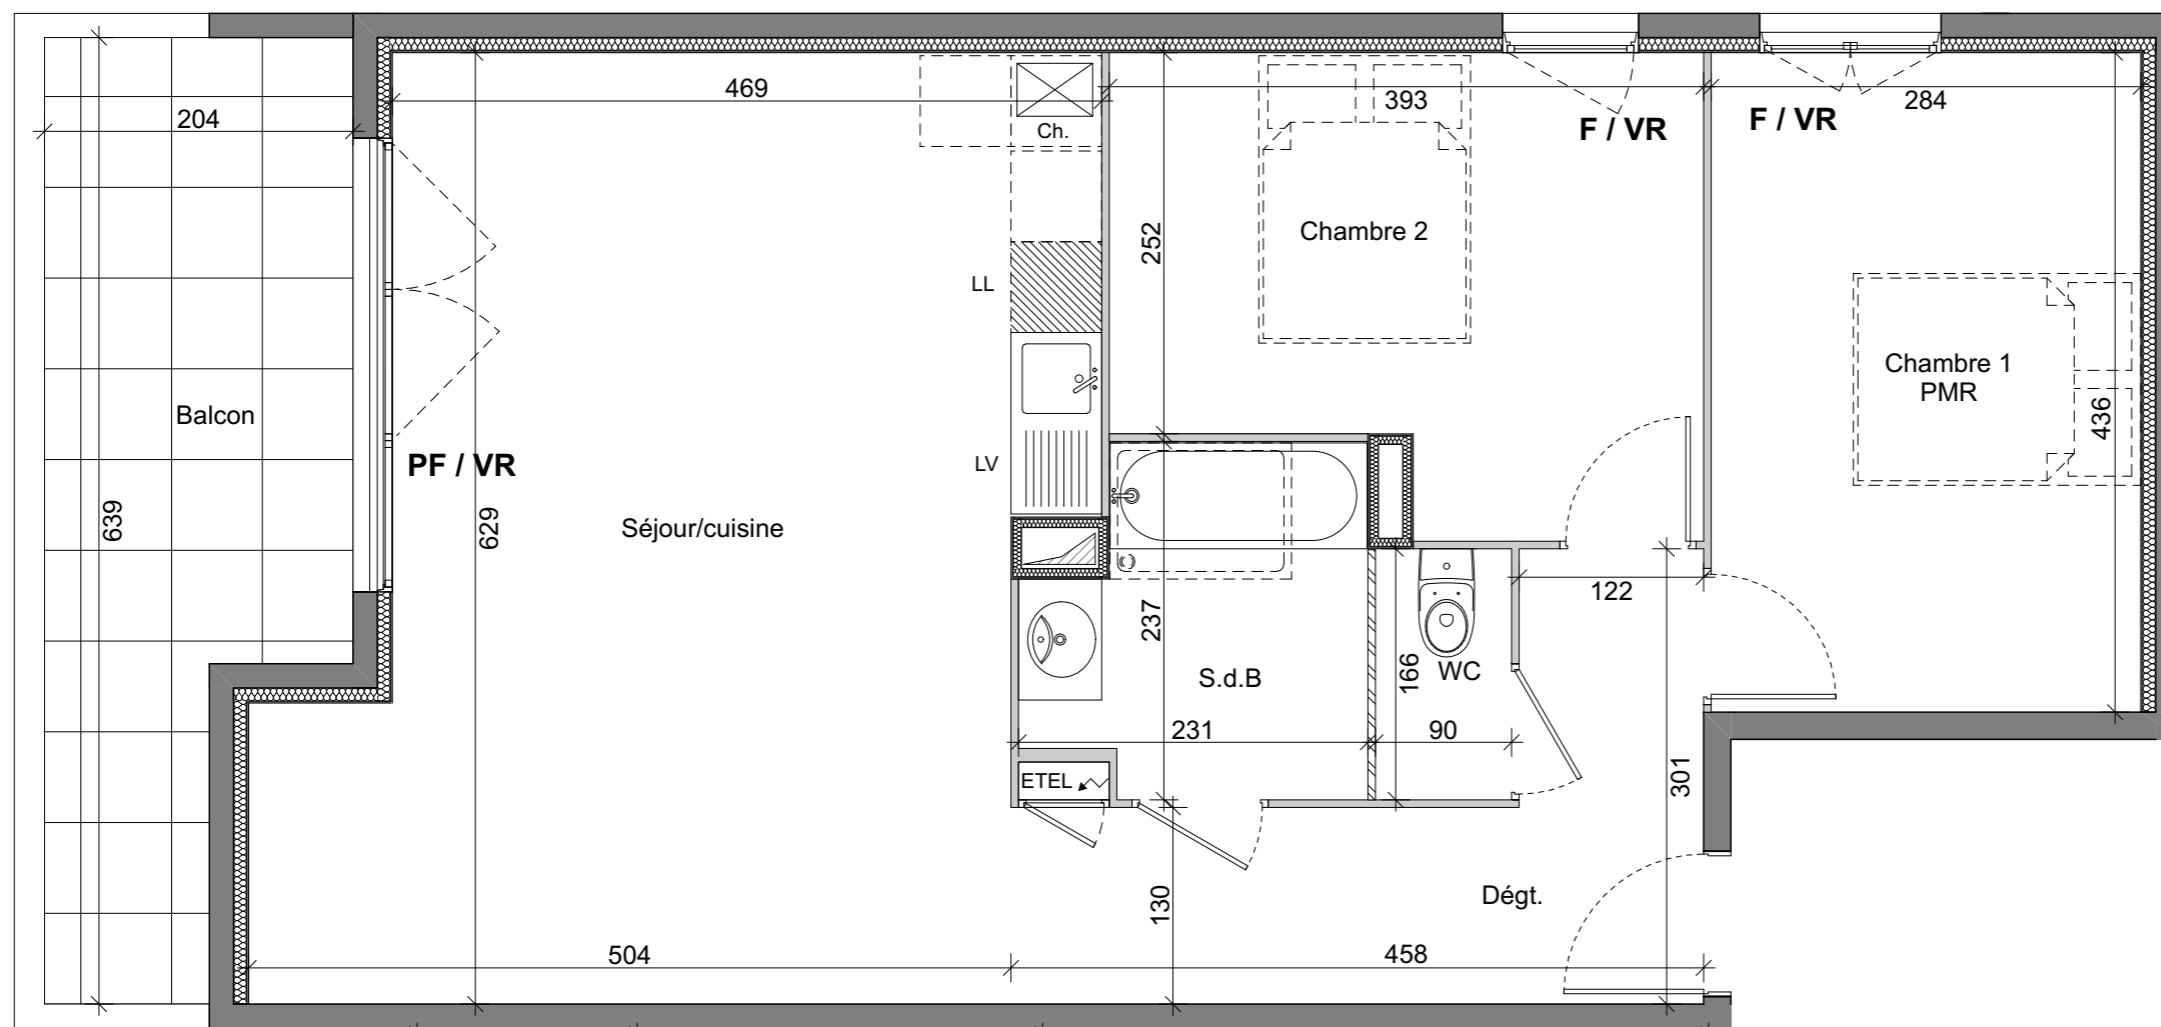 469
393
284
204
Ch.
F / VR
F / VR
Chambre 2
252
LL
Chambre 1
PMR
436
Balcon
PF / VR
LV
639
629
Séjour/cuisine
122
237
166
WC
S.d.B
231
90
301
ETEL
130
Dégt.
504
458